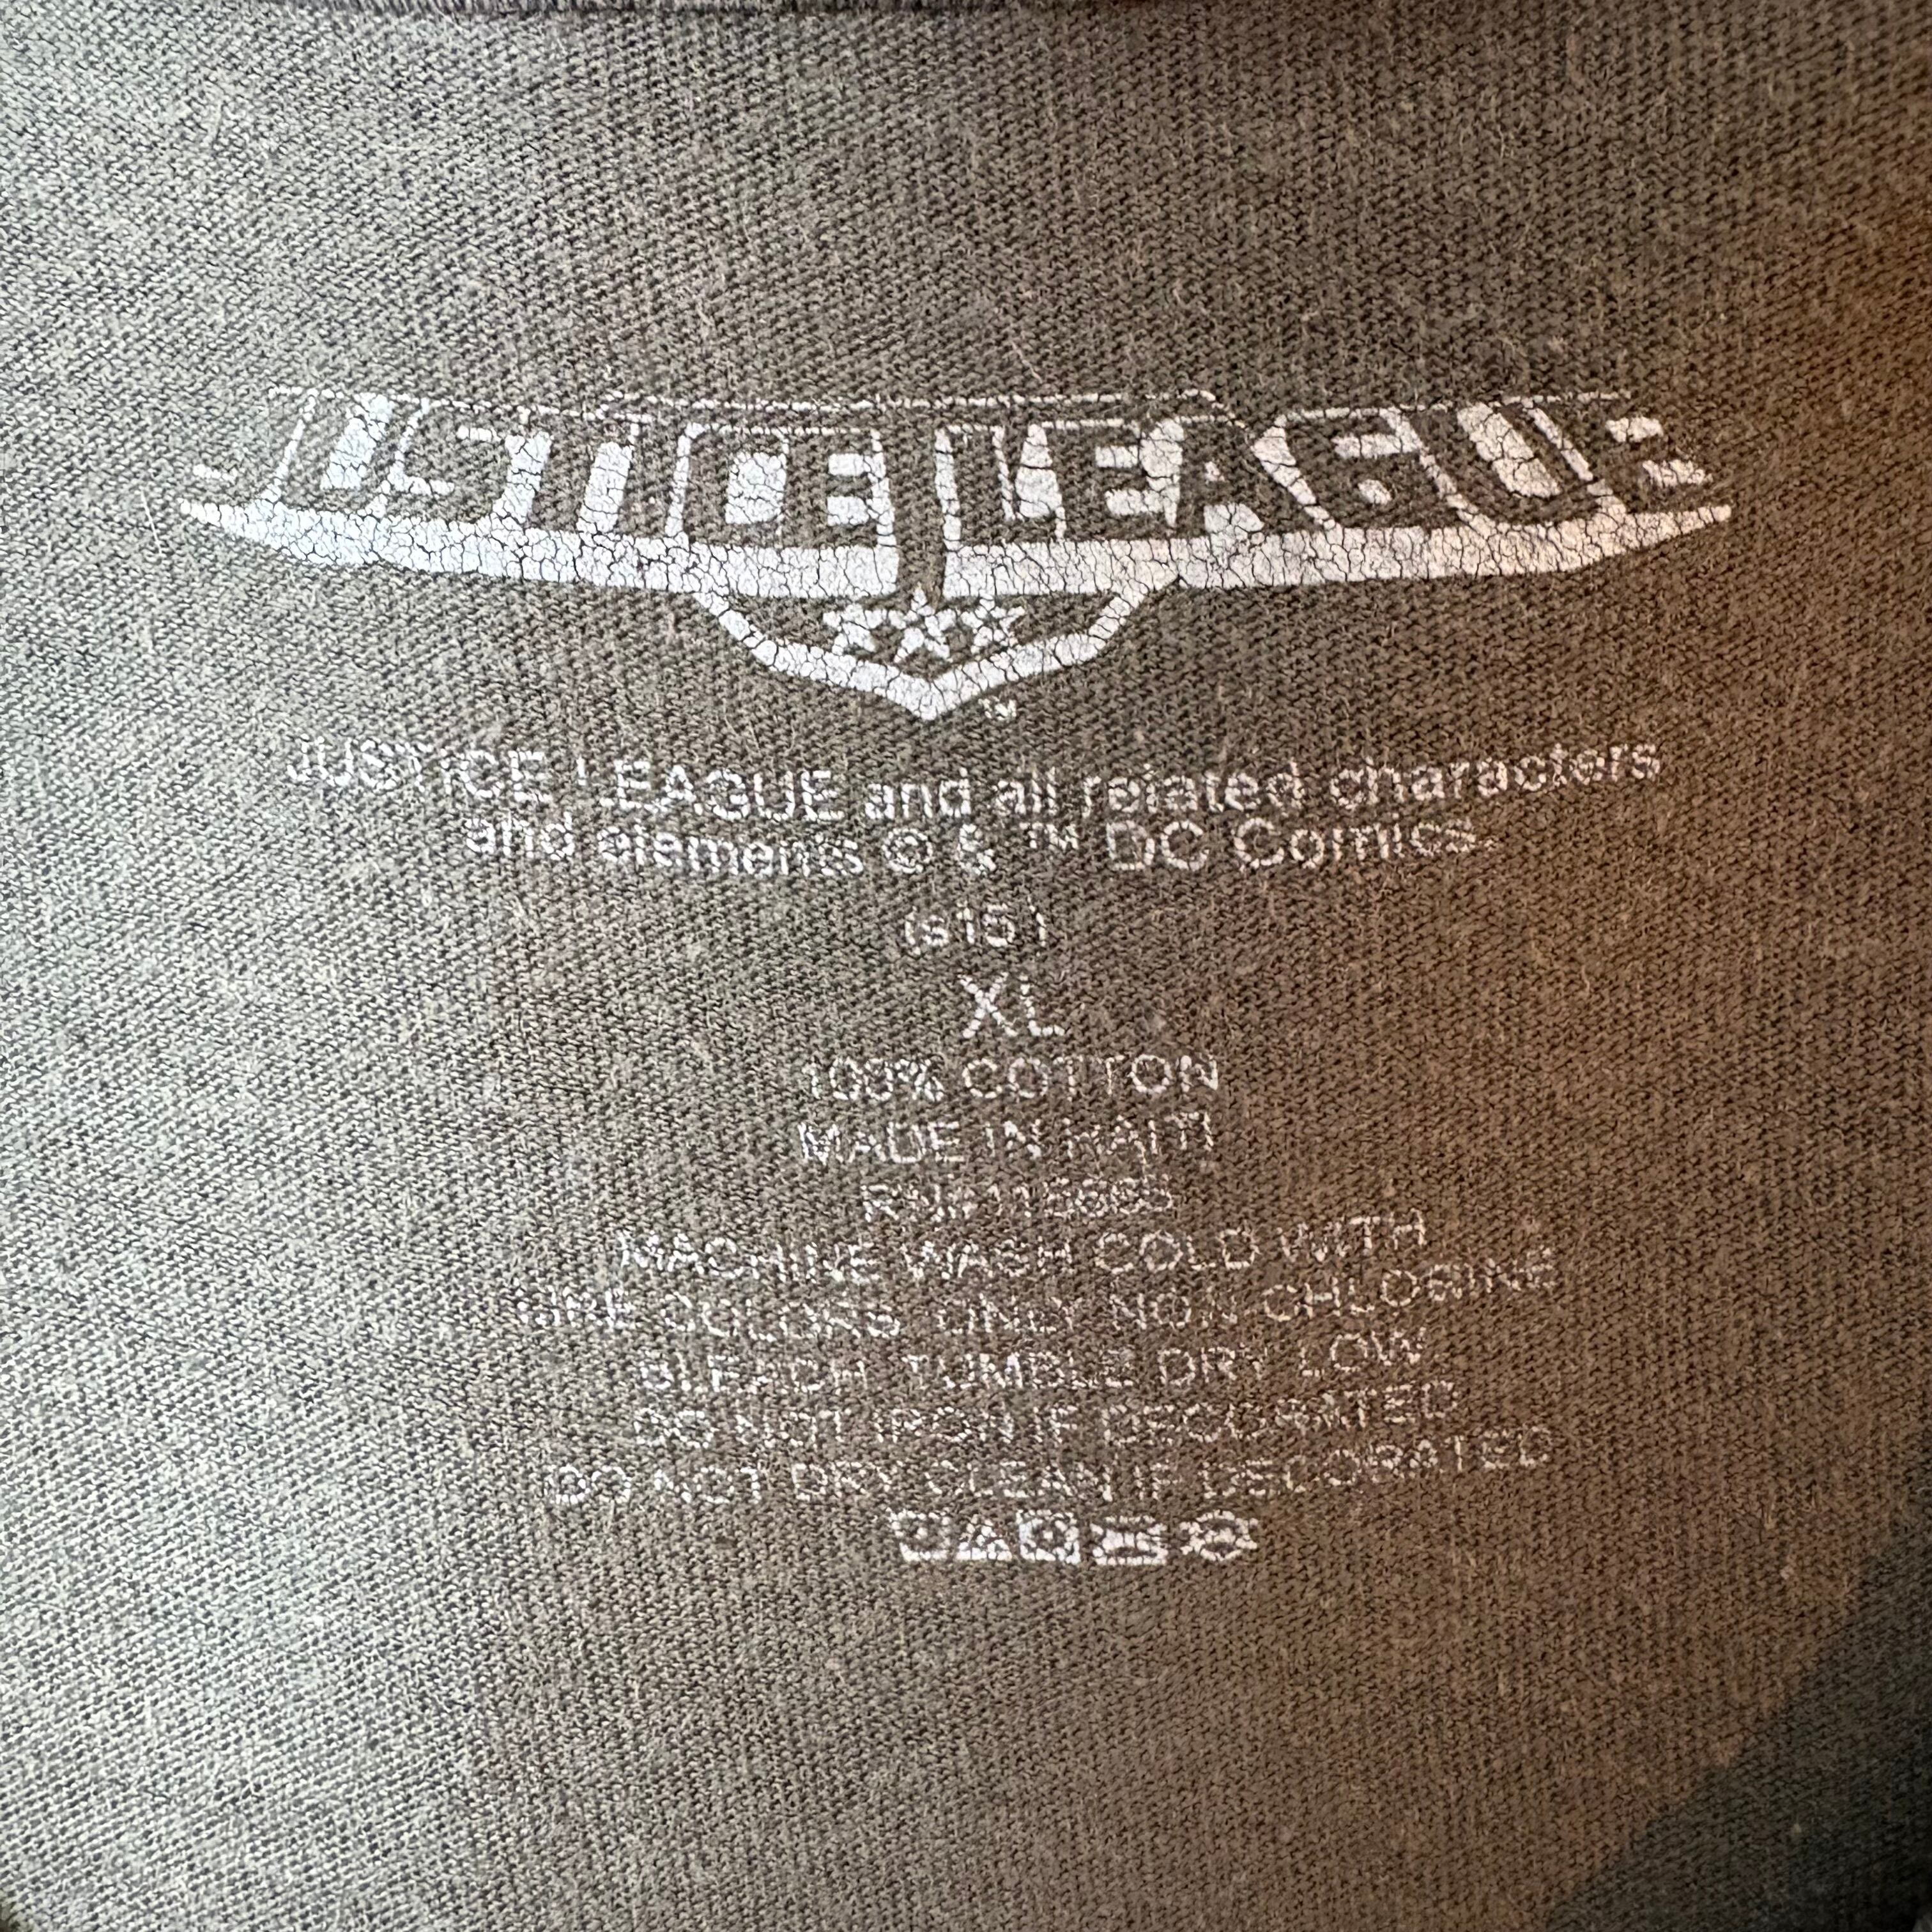 JUSTICE LEAGUE
™
JUSTICE LEAGUE and all related characters
and elements © & ™ DC Comics.
(s15)
XL
100% COTTON
MADE IN HAITI
MACHINE WASH COLD WITH
LIKE COLORS ONLY NON-CHLORINE
BLEACH TUMBLE DRY LOW
DO NOT IRON IF DECORATED
DO NOT DRY CLEAN IF DECORATED